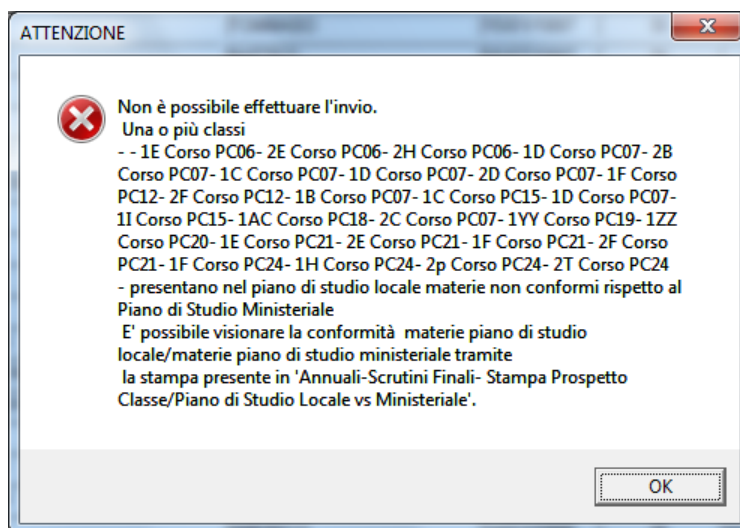 ATTENZIONE
x
Non è possibile effettuare l'invio.
Una o più classi
- - 1E Corso PC06- 2E Corso PC06- 2H Corso PC06- 1D Corso PC07- 2B
Corso PC07- 1C Corso PC07- 1D Corso PC07- 2D Corso PC07- 1F Corso
PC12- 2F Corso PC12- 1B Corso PC07- 1C Corso PC15- 1D Corso PC07-
1I Corso PC15- 1AC Corso PC18- 2C Corso PC07- 1YY Corso PC19- 1ZZ
Corso PC20- 1E Corso PC21- 2E Corso PC21- 1F Corso PC21- 2F Corso
PC21- 1F Corso PC24- 1H Corso PC24- 2p Corso PC24- 2T Corso PC24
- presentano nel piano di studio locale materie non conformi rispetto al
Piano di Studio Ministeriale
E' possibile visionare la conformità  materie piano di studio
locale/materie piano di studio ministeriale tramite
la stampa presente in 'Annuali-Scrutini Finali- Stampa Prospetto
Classe/Piano di Studio Locale vs Ministeriale'.
OK